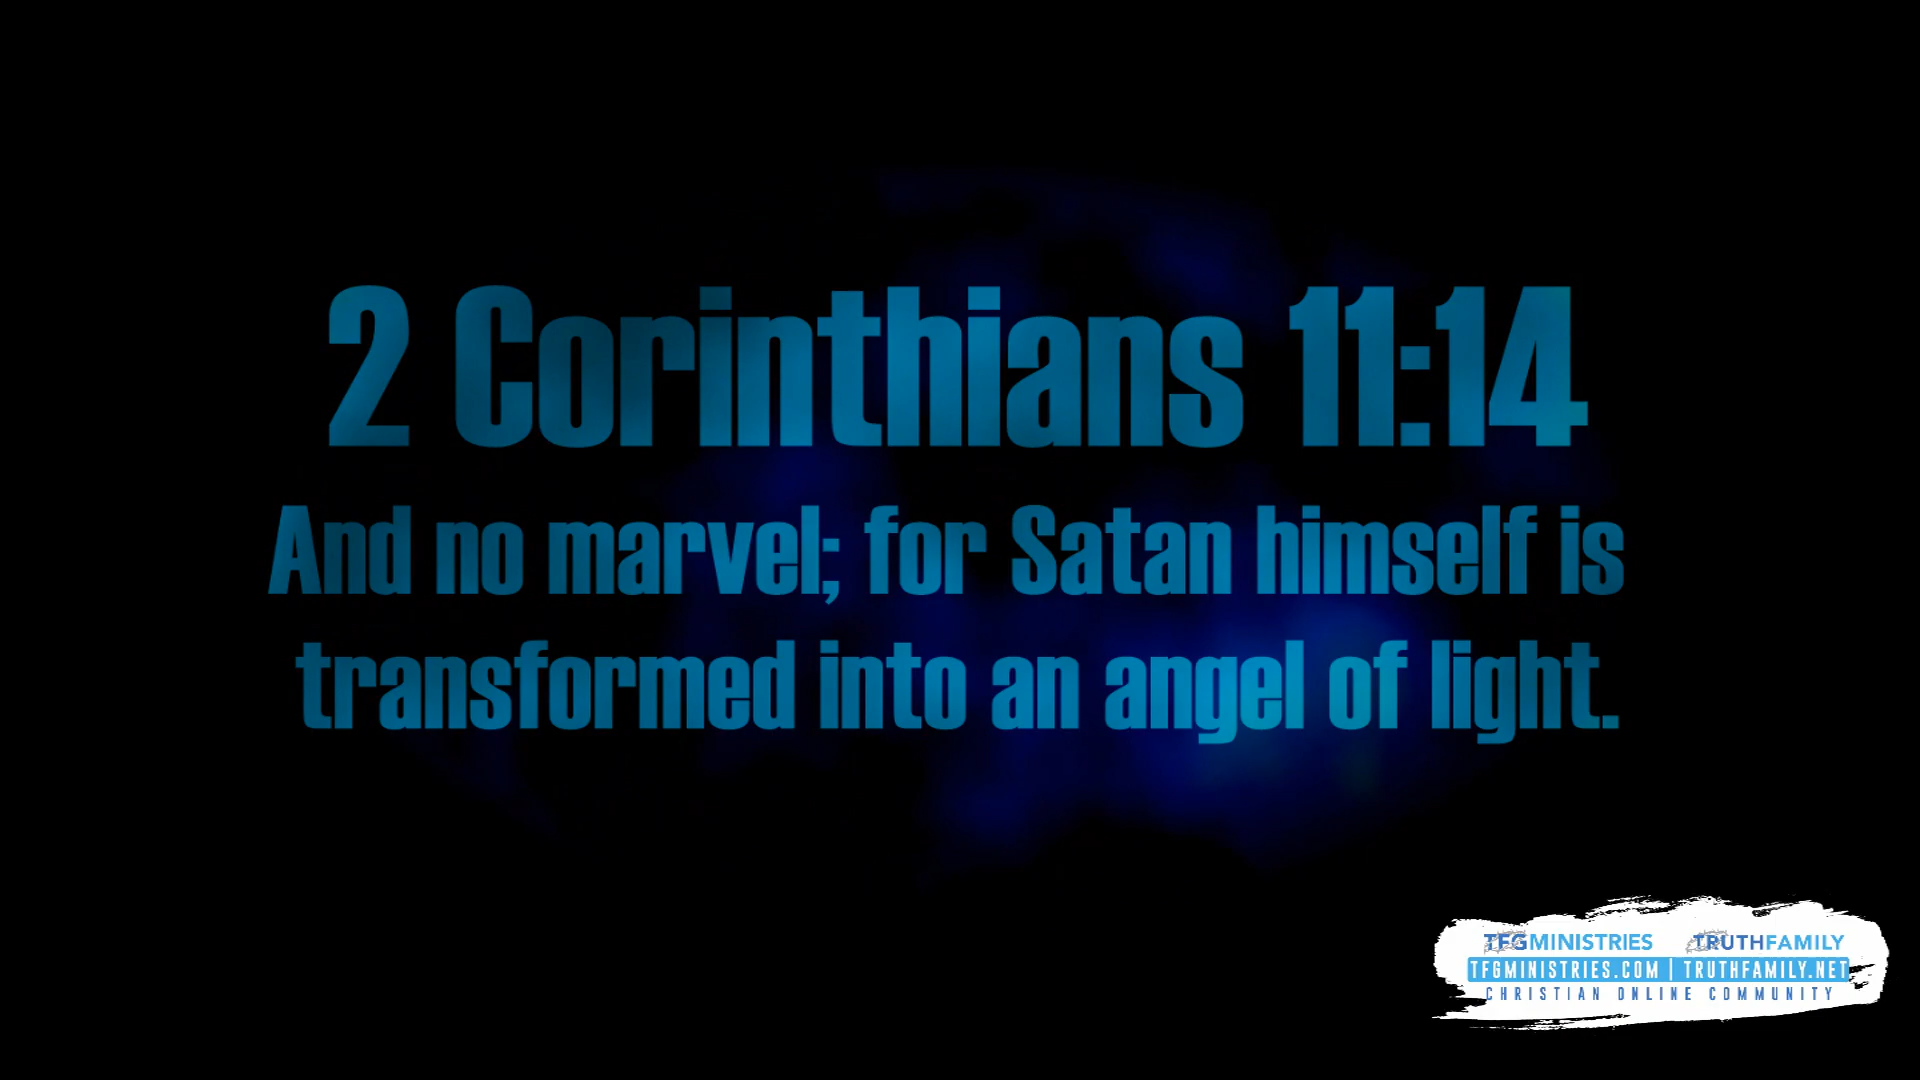 2 Corinthians 11:14
And no marvel; for Satan himself is
transformed into an angel of light.
TFGMINISTRIES TRUTHFAMILY
TFGMINISTRIES.COM | TRUTHFAMILY.NET
CHRISTIAN ONLINE COMMUNITY